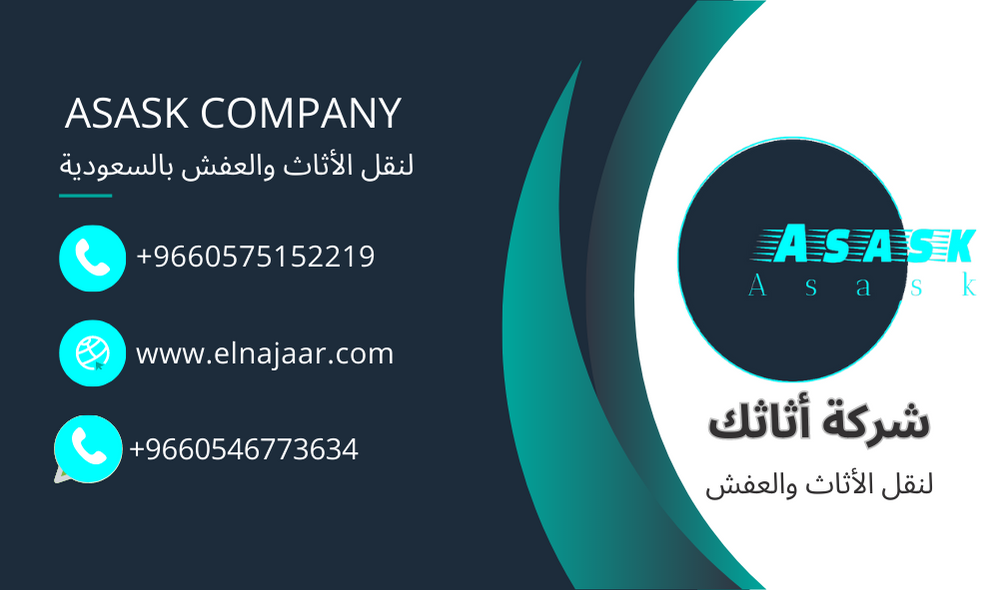 ASASK COMPANY
لنقل الأثاث والعفش بالسعودية
+9660575152219
www.elnajaar.com
+9660546773634
Asask
Asask
شركة أثاثك
لنقل الأثاث والعفش